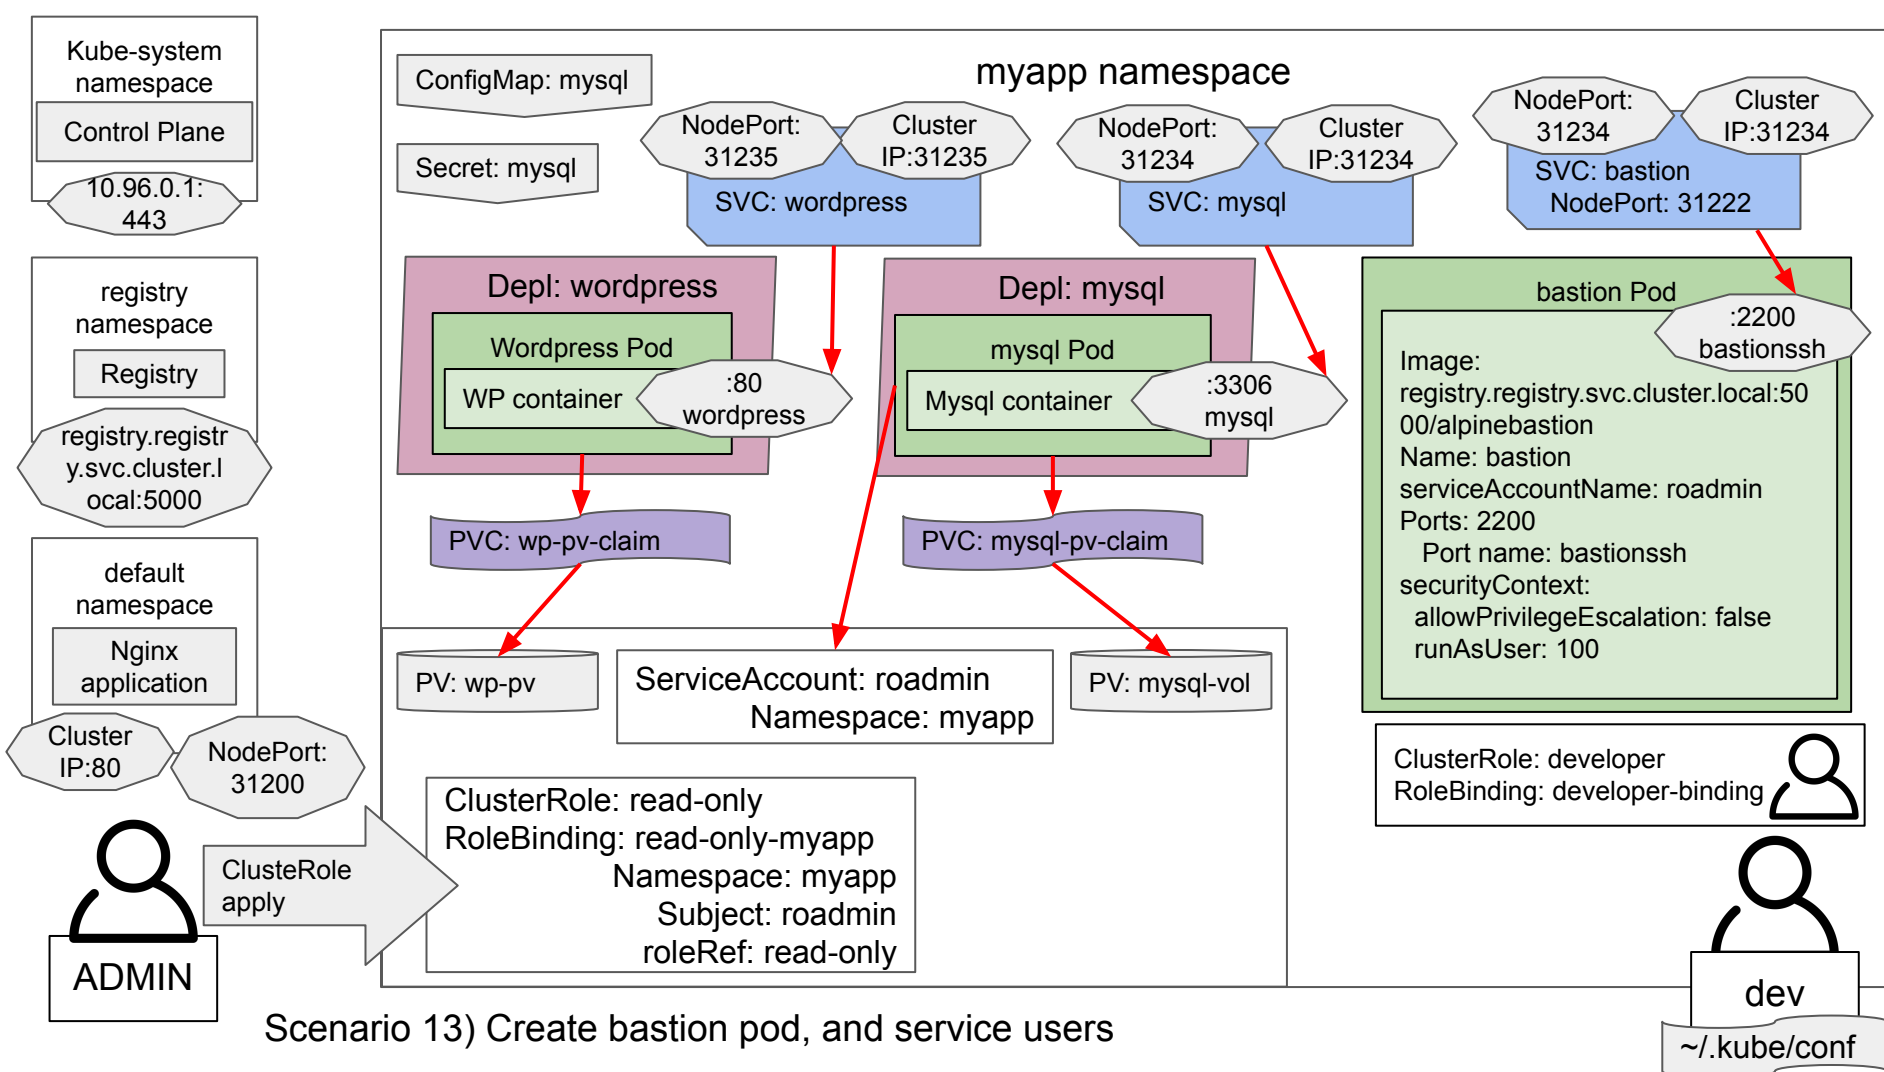 Kube-system
namespace
Control Plane
10.96.0.1:
443
registry
namespace
Registry
registry.registr
y.svc.cluster.l
ocal:5000
default
namespace
Nginx
application
Cluster
IP:80
NodePort:
31200
ADMIN
ClusteRole
apply
myapp namespace
ConfigMap: mysql
Secret: mysql
NodePort:
31235
Cluster
IP:31235
SVC: wordpress
NodePort:
31234
Cluster
IP:31234
SVC: mysql
NodePort:
31234
Cluster
IP:31234
SVC: bastion
NodePort: 31222
Depl: wordpress
Wordpress Pod
WP container
:80
wordpress
Depl: mysql
mysql Pod
Mysql container
:3306
mysql
bastion Pod
:2200
bastionssh
Image:
registry.registry.svc.cluster.local:50
00/alpinebastion
Name: bastion
serviceAccountName: roadmin
Ports: 2200
Port name: bastionssh
securityContext:
allowPrivilegeEscalation: false
runAsUser: 100
PVC: wp-pv-claim
PVC: mysql-pv-claim
PV: wp-pv
ServiceAccount: roadmin
Namespace: myapp
PV: mysql-vol
ClusterRole: developer
RoleBinding: developer-binding
ClusterRole: read-only
RoleBinding: read-only-myapp
Namespace: myapp
Subject: roadmin
roleRef: read-only
dev
~/.kube/conf
Scenario 13) Create bastion pod, and service users